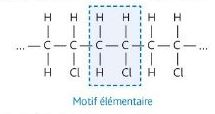 H H H H H H
... — C — C — C — C — C — C — ...
H Cl H Cl H Cl
Motif élémentaire